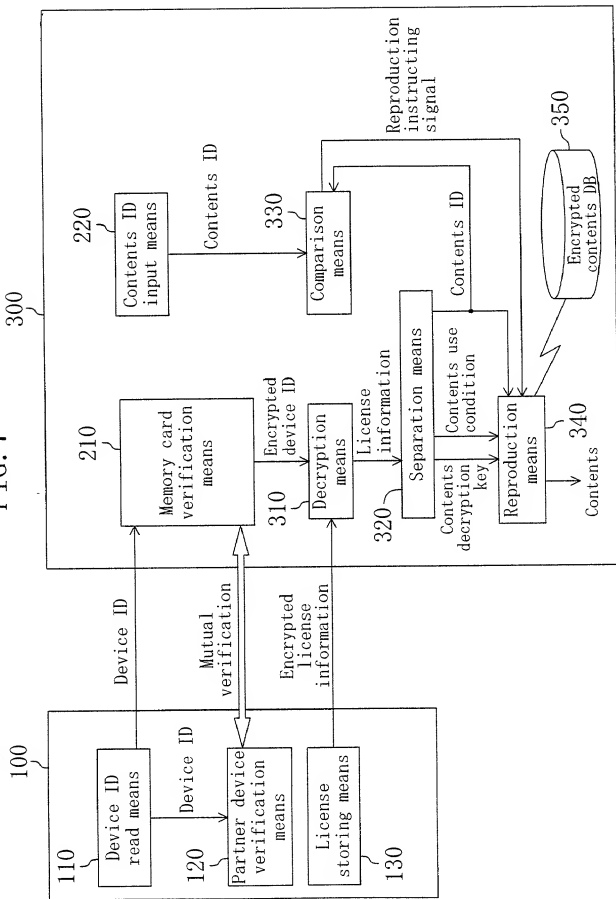 FIG. 7
300
220
Contents ID
input means
Contents ID
330
Comparison
means
Reproduction
instructing
signal
350
Encrypted
contents DB
Contents ID
210
Memory card
verification
means
Encrypted
device ID
310
Decryption
means
License
information
320
Separation means
Contents
decryption
key
Contents use
condition
Reproduction
means
340
Contents
Device ID
Mutual
verification
Encrypted
license
information
100
110
Device ID
read means
Device ID
120
Partner device
verification
means
130
License
storing means